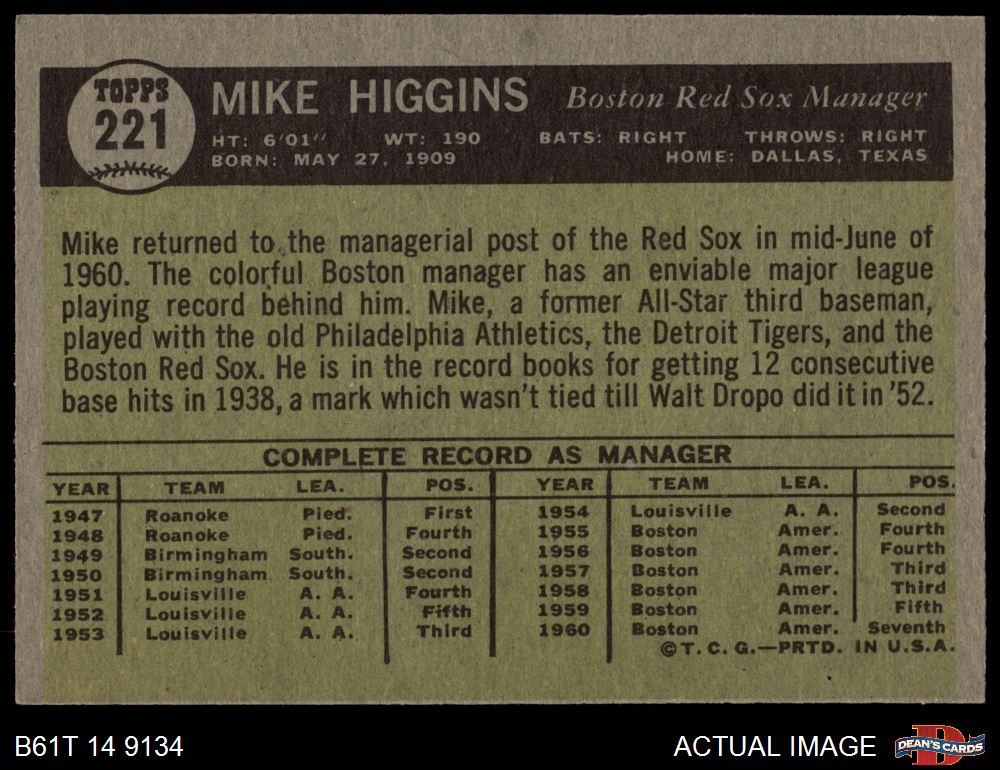 TOPPS
221
MIKE HIGGINS Boston Red Sox Manager
HT: 6'01" WT: 190 BATS: RIGHT THROWS: RIGHT
BORN: MAY 27, 1909 HOME: DALLAS, TEXAS
Mike returned to the managerial post of the Red Sox in mid-June of
1960. The colorful Boston manager has an enviable major league
playing record behind him. Mike, a former All-Star third baseman,
played with the old Philadelphia Athletics, the Detroit Tigers, and the
Boston Red Sox. He is in the record books for getting 12 consecutive
base hits in 1938, a mark which wasn't tied till Walt Dropo did it in '52.
COMPLETE RECORD AS MANAGER
YEAR TEAM LEA. POS. YEAR TEAM LEA. POS.
1947 Roanoke Pied. First 1954 Louisville A. A. Second
1948 Roanoke Pied. Fourth 1955 Boston Amer. Fourth
1949 Birmingham South. Second 1956 Boston Amer. Fourth
1950 Birmingham South. Second 1957 Boston Amer. Third
1951 Louisville A. A. Fourth 1958 Boston Amer. Third
1952 Louisville A. A. Fifth 1959 Boston Amer. Fifth
1953 Louisville A. A. Third 1960 Boston Amer. Seventh
©T. C. G.—PRTD. IN U.S.A.
B61T 14 9134 ACTUAL IMAGE D DEAN'S CARDS